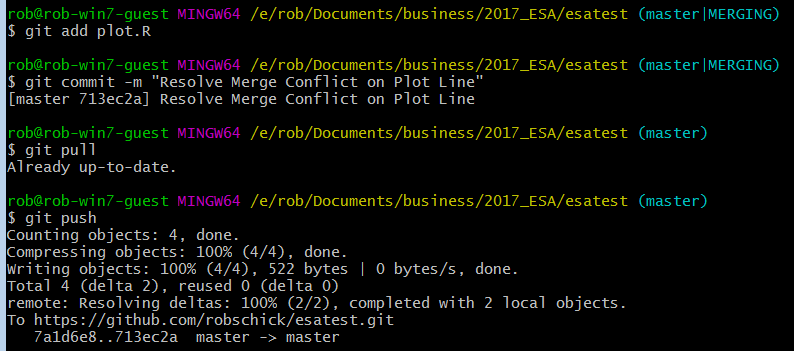 rob@rob-win7-guest MINGW64 /e/rob/Documents/business/2017_ESA/esatest (master|MERGING)
$ git add plot.R
rob@rob-win7-guest MINGW64 /e/rob/Documents/business/2017_ESA/esatest (master|MERGING)
$ git commit -m "Resolve Merge Conflict on Plot Line"
[master 713ec2a] Resolve Merge Conflict on Plot Line
rob@rob-win7-guest MINGW64 /e/rob/Documents/business/2017_ESA/esatest (master)
$ git pull
Already up-to-date.
rob@rob-win7-guest MINGW64 /e/rob/Documents/business/2017_ESA/esatest (master)
$ git push
Counting objects: 4, done.
Compressing objects: 100% (4/4), done.
Writing objects: 100% (4/4), 522 bytes | 0 bytes/s, done.
Total 4 (delta 2), reused 0 (delta 0)
remote: Resolving deltas: 100% (2/2), completed with 2 local objects.
To https://github.com/robschick/esatest.git
   7a1d6e8..713ec2a  master -> master